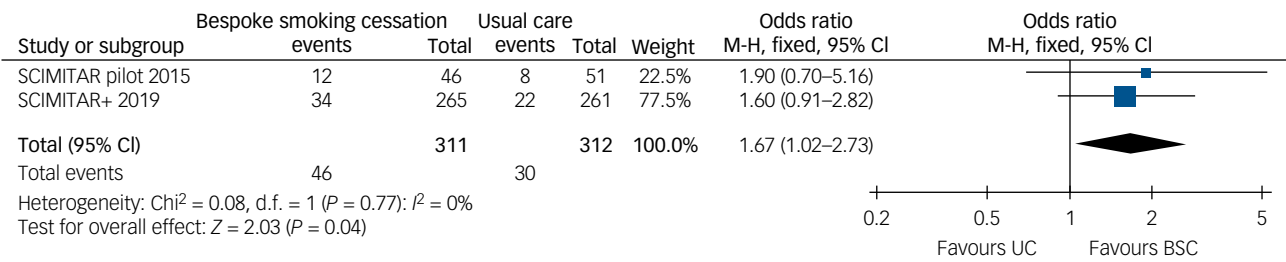 Bespoke smoking cessation Usual care Odds ratio Odds ratio
Study or subgroup events Total events Total Weight M-H, fixed, 95% CI M-H, fixed, 95% CI
SCIMITAR pilot 2015 12 46 8 51 22.5% 1.90 (0.70–5.16)
SCIMITAR+ 2019 34 265 22 261 77.5% 1.60 (0.91–2.82)
Total (95% CI) 311 312 100.0% 1.67 (1.02–2.73)
Total events 46 30
Heterogeneity: Chi² = 0.08, d.f. = 1 (P = 0.77): I² = 0%
Test for overall effect: Z = 2.03 (P = 0.04)
0.2 0.5 1 2 5
Favours UC Favours BSC